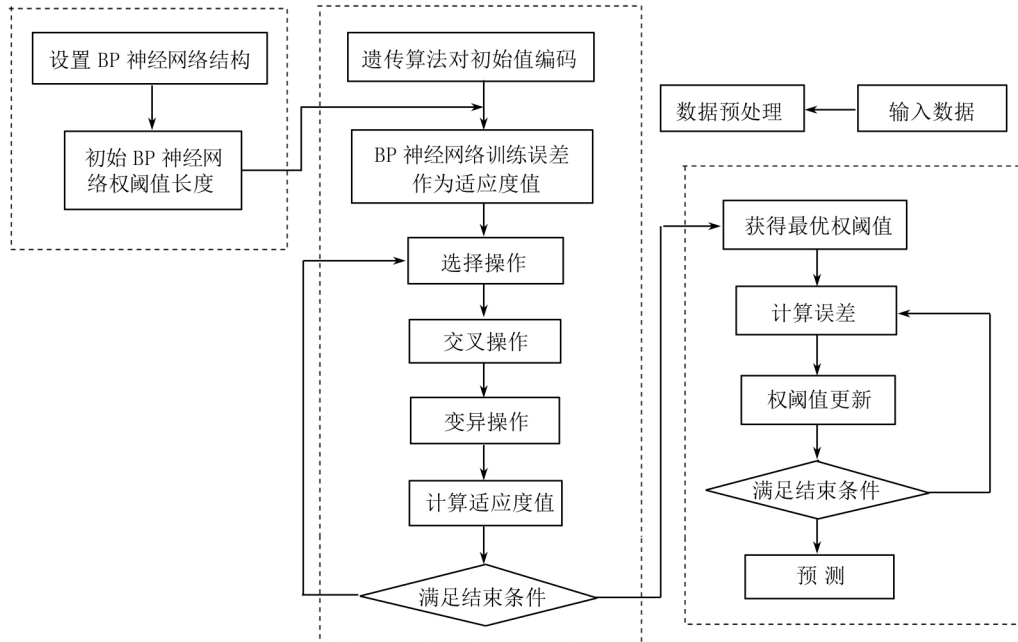 设置 BP 神经网络结构
初始 BP 神经网
络权阈值长度
遗传算法对初始值编码
BP 神经网络训练误差
作为适应度值
选择操作
交叉操作
变异操作
计算适应度值
满足结束条件
数据预处理
输入数据
获得最优权阈值
计算误差
权阈值更新
满足结束条件
预 测